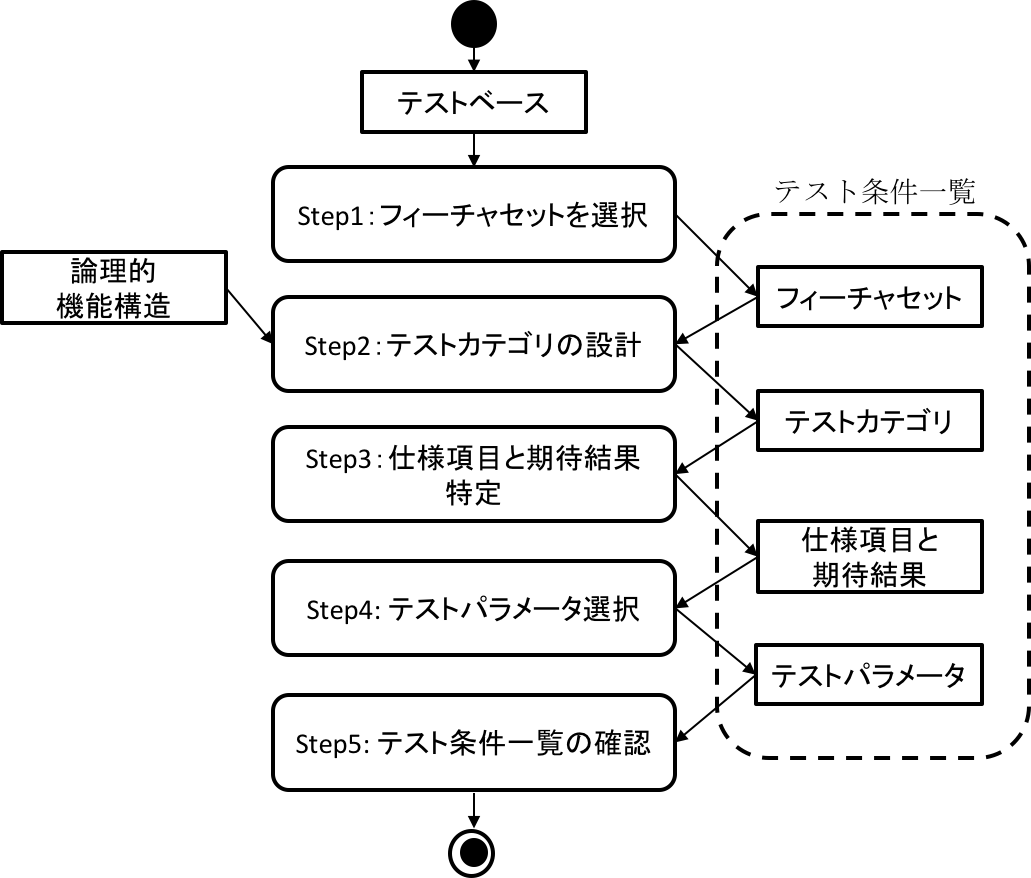 テストベース
Step1：フィーチャセットを選択
テスト条件一覧
論理的
機能構造
フィーチャセット
Step2：テストカテゴリの設計
テストカテゴリ
Step3：仕様項目と期待結果
特定
仕様項目と
期待結果
Step4: テストパラメータ選択
テストパラメータ
Step5: テスト条件一覧の確認